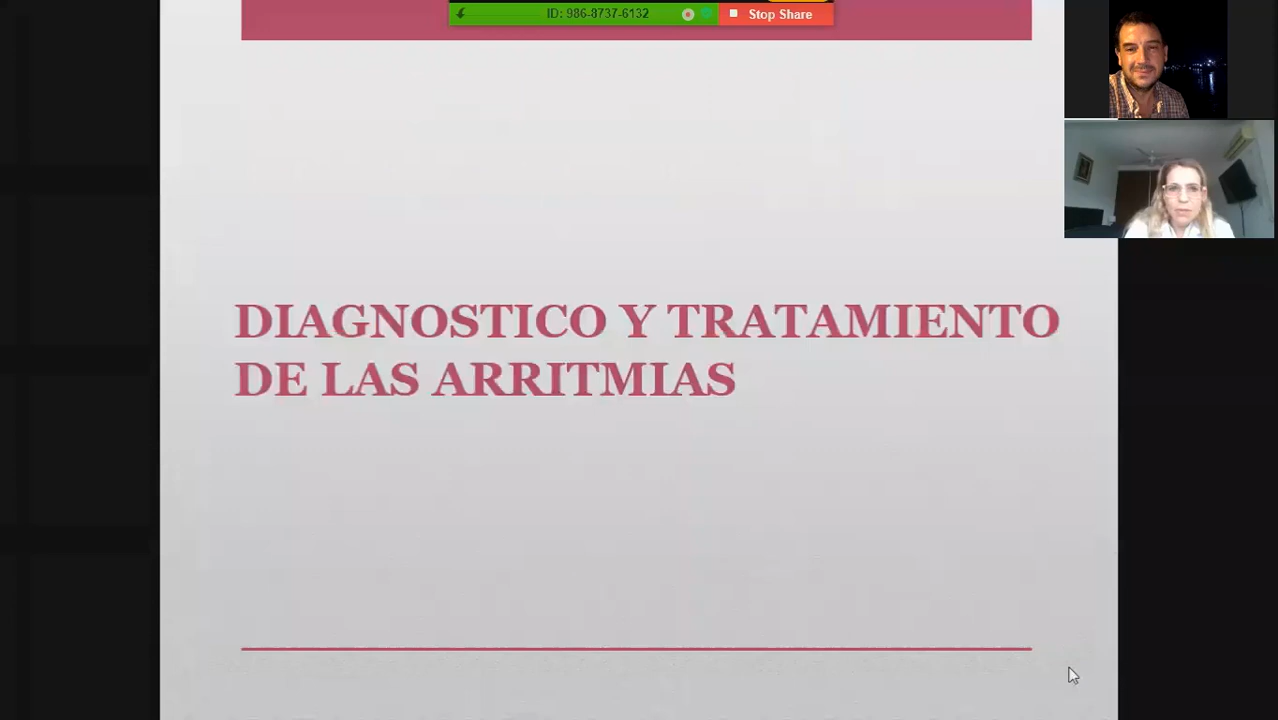 ID: 986-8737-6132
Stop Share
DIAGNOSTICO Y TRATAMIENTO
DE LAS ARRITMIAS